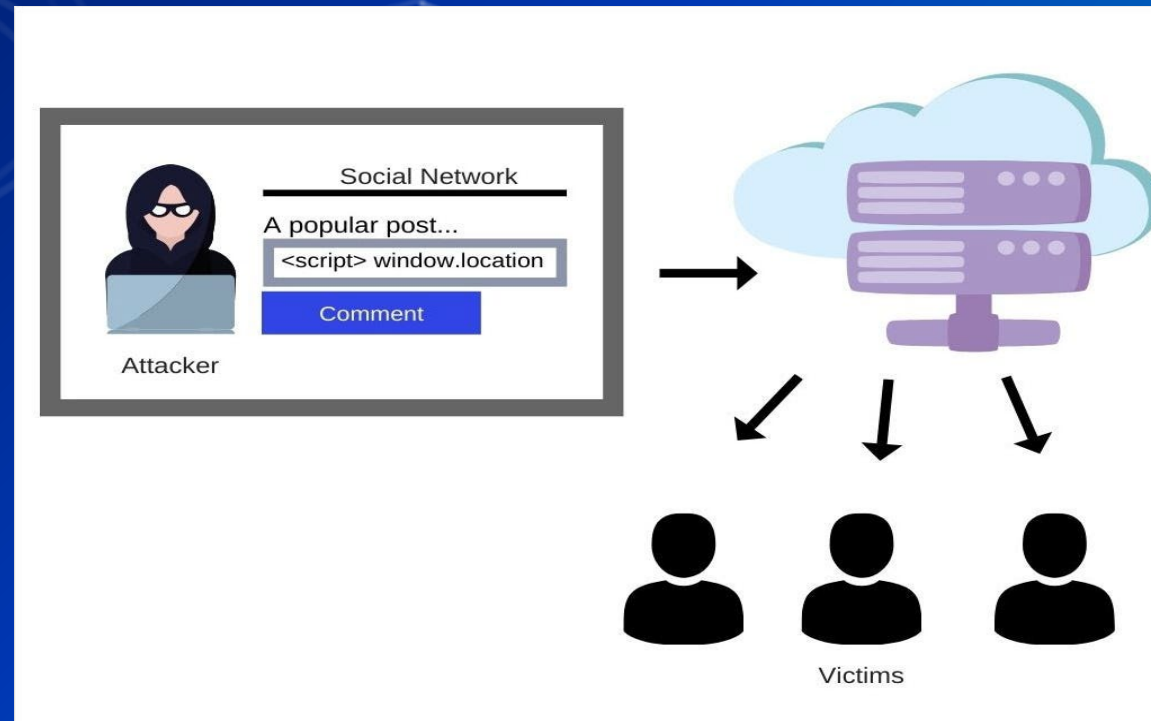 Social Network
A popular post...
<script> window.location
Comment
Attacker
Victims